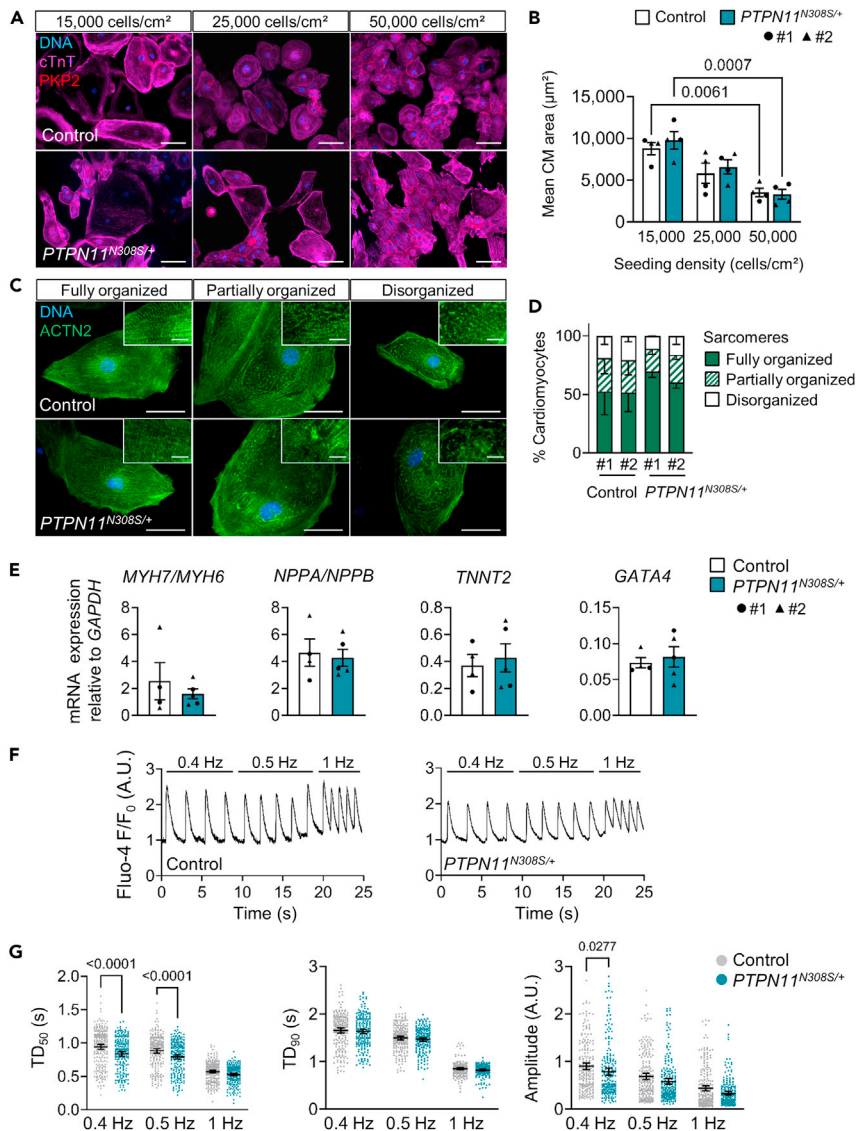 A
15,000 cells/cm² 25,000 cells/cm² 50,000 cells/cm²
DNA
cTnT
PKP2
Control
PTPN11N308S/+
B
Control PTPN11N308S/+
#1 #2
0.0007
0.0061
Mean CM area (µm²)
15,000
10,000
5,000
0
15,000 25,000 50,000
Seeding density (cells/cm²)
C
Fully organized Partially organized Disorganized
DNA
ACTN2
Control
PTPN11N308S/+
D
% Cardiomyocytes
100
50
0
#1 #2 #1 #2
Control PTPN11N308S/+
Sarcomeres
Fully organized
Partially organized
Disorganized
E
mRNA expression
relative to GAPDH
MYH7/MYH6
8
6
4
2
0
NPPA/NPPB
8
6
4
2
0
TNNT2
0.8
0.6
0.4
0.2
0.0
GATA4
0.15
0.10
0.05
0.00
Control
PTPN11N308S/+
#1 #2
F
Fluo-4 F/F0 (A.U.)
0.4 Hz 0.5 Hz 1 Hz
3
2
1
0
Control
0 5 10 15 20 25
Time (s)
0.4 Hz 0.5 Hz 1 Hz
3
2
1
0
PTPN11N308S/+
0 5 10 15 20 25
Time (s)
G
<0.0001
<0.0001
TD50 (s)
2.0
1.5
1.0
0.5
0.0
0.4 Hz 0.5 Hz 1 Hz
TD90 (s)
3
2
1
0
0.4 Hz 0.5 Hz 1 Hz
0.0277
Amplitude (A.U.)
3
2
1
0
0.4 Hz 0.5 Hz 1 Hz
Control
PTPN11N308S/+